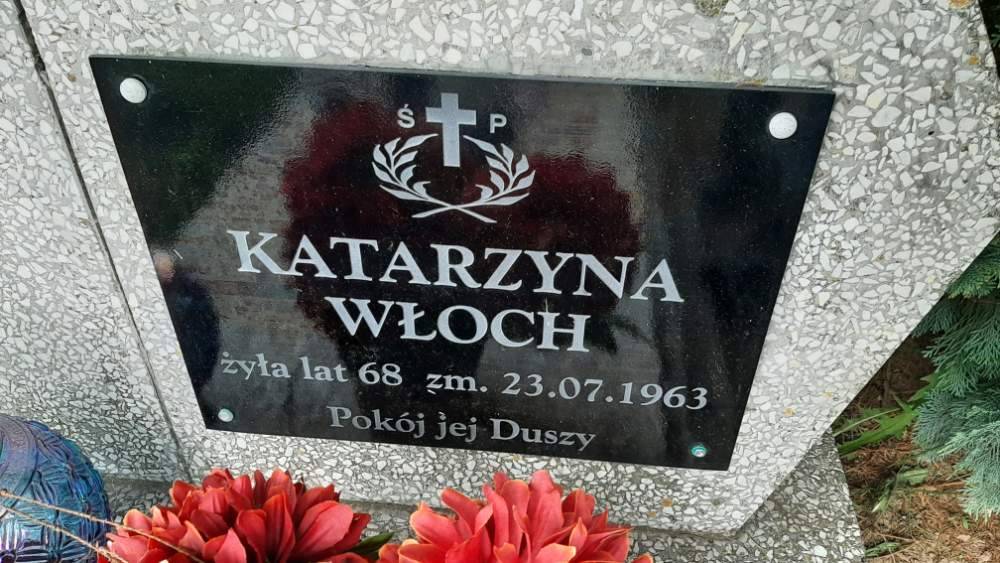 Ś P
KATARZYNA
WŁOCH
żyła lat 68 zm. 23.07.1963
Pokój jej Duszy